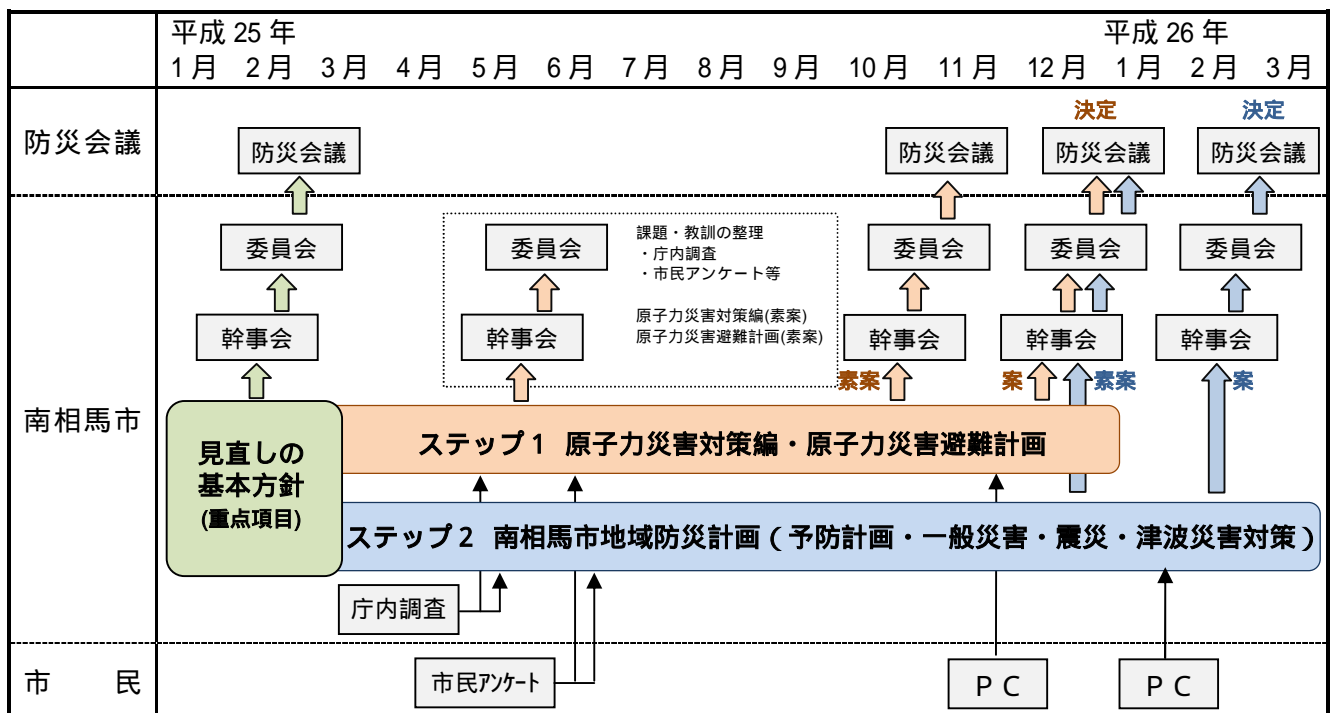 平成 25 年 平成 26 年
1月 2月 3月 4月 5月 6月 7月 8月 9月 10月 11月 12月 1月 2月 3月
決定 決定
防災会議 防災会議 防災会議 防災会議 防災会議
委員会 委員会 委員会 委員会 委員会
課題・教訓の整理
・庁内調査
・市民アンケート等
原子力災害対策編(素案)
原子力災害避難計画(素案)
幹事会 幹事会 幹事会 幹事会 幹事会
素案 案 素案 案
南相馬市
見直しの
基本方針
(重点項目)
ステップ1 原子力災害対策編・原子力災害避難計画
ステップ2 南相馬市地域防災計画(予防計画・一般災害・震災・津波災害対策)
庁内調査
市民 市民アンケート PC PC